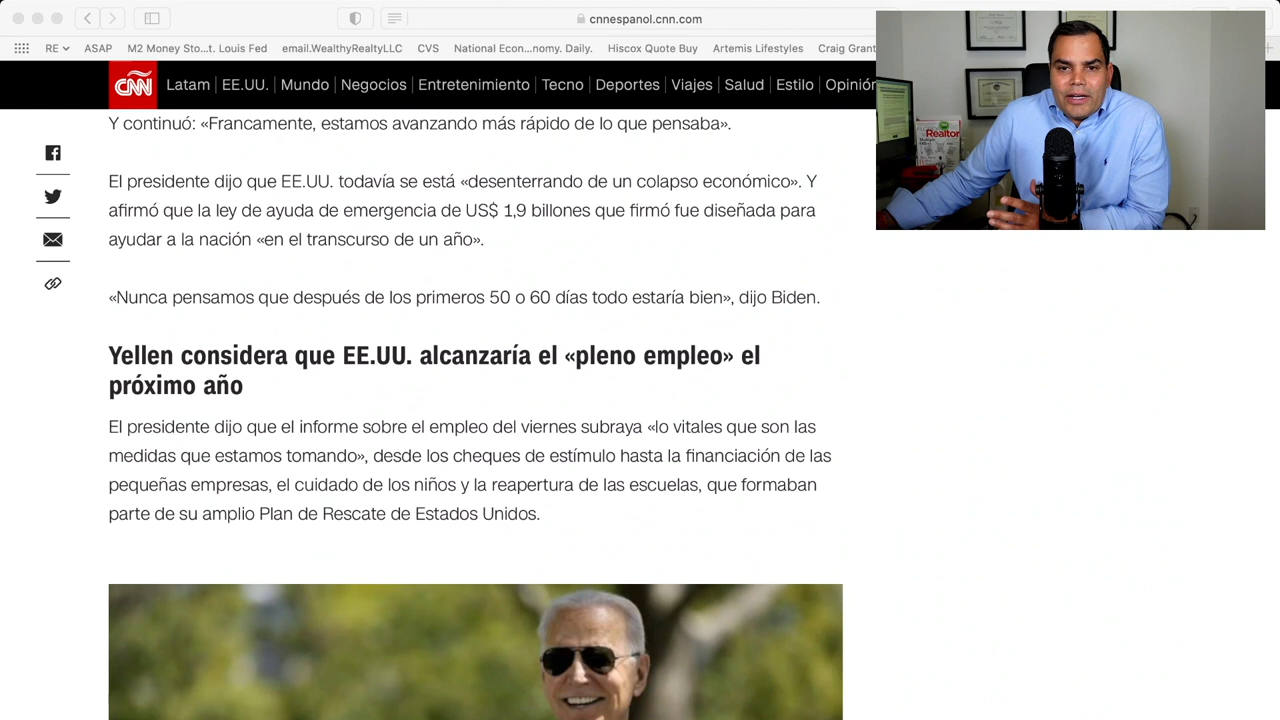 cnnespanol.cnn.com
RE
ASAP
M2 Money Sto...t. Louis Fed
email.WealthyRealtyLLC
CVS
National Econ...nomy. Daily.
Hiscox Quote Buy
Artemis Lifestyles
Craig Grant
CNN
Latam
EE.UU.
Mundo
Negocios
Entretenimiento
Tecno
Deportes
Viajes
Salud
Estilo
Opinión
Y continuó: «Francamente, estamos avanzando más rápido de lo que pensaba».
El presidente dijo que EE.UU. todavía se está «desenterrando de un colapso económico». Y
afirmó que la ley de ayuda de emergencia de US$ 1,9 billones que firmó fue diseñada para
ayudar a la nación «en el transcurso de un año».
«Nunca pensamos que después de los primeros 50 o 60 días todo estaría bien», dijo Biden.
Yellen considera que EE.UU. alcanzaría el «pleno empleo» el
próximo año
El presidente dijo que el informe sobre el empleo del viernes subraya «lo vitales que son las
medidas que estamos tomando», desde los cheques de estímulo hasta la financiación de las
pequeñas empresas, el cuidado de los niños y la reapertura de las escuelas, que formaban
parte de su amplio Plan de Rescate de Estados Unidos.
Realtor